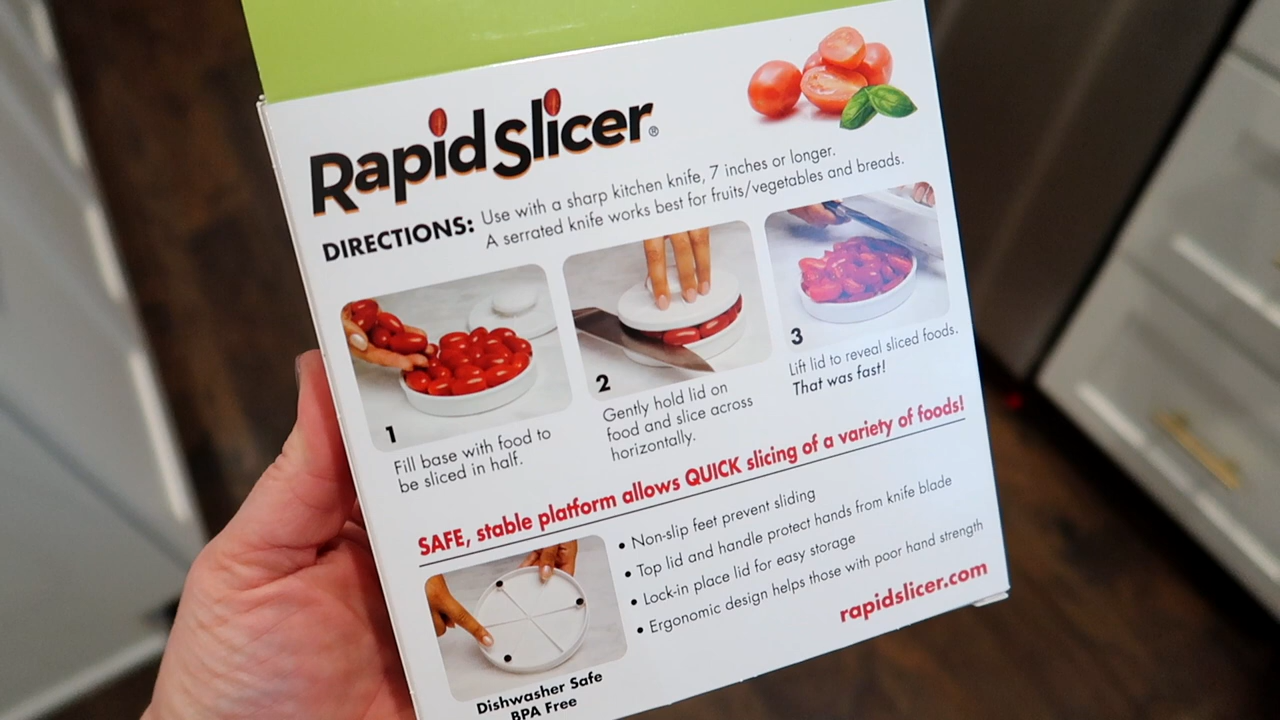 Rapid Slicer®
DIRECTIONS: Use with a sharp kitchen knife, 7 inches or longer.
A serrated knife works best for fruits/vegetables and breads.
1
Fill base with food to
be sliced in half.
2
Gently hold lid on
food and slice across
horizontally.
3
Lift lid to reveal sliced foods.
That was fast!
SAFE, stable platform allows QUICK slicing of a variety of foods!
• Non-slip feet prevent sliding
• Top lid and handle protect hands from knife blade
• Lock-in place lid for easy storage
• Ergonomic design helps those with poor hand strength
Dishwasher Safe
BPA Free
rapidslicer.com